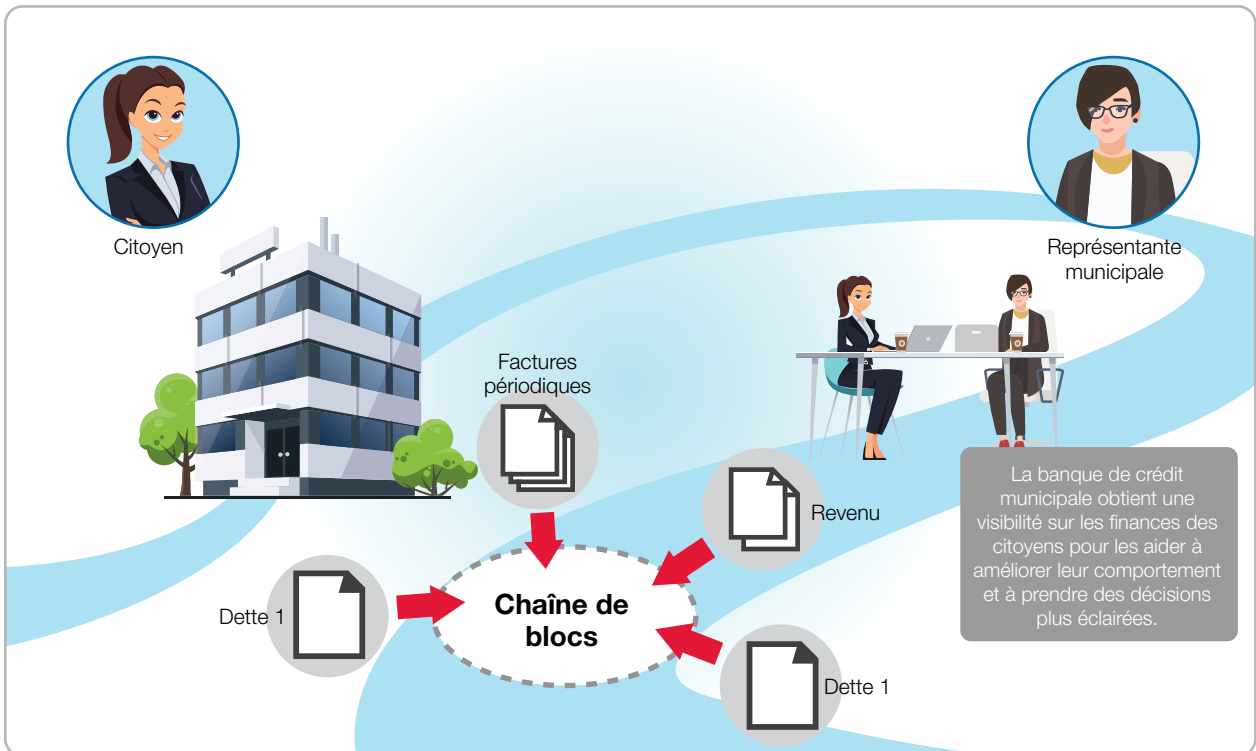 Citoyen
Représentante
municipale
Factures
périodiques
Revenu
La banque de crédit
municipale obtient une
visibilité sur les finances des
citoyens pour les aider à
améliorer leur comportement
et à prendre des décisions
plus éclairées.
Dette 1
Chaîne de
blocs
Dette 1